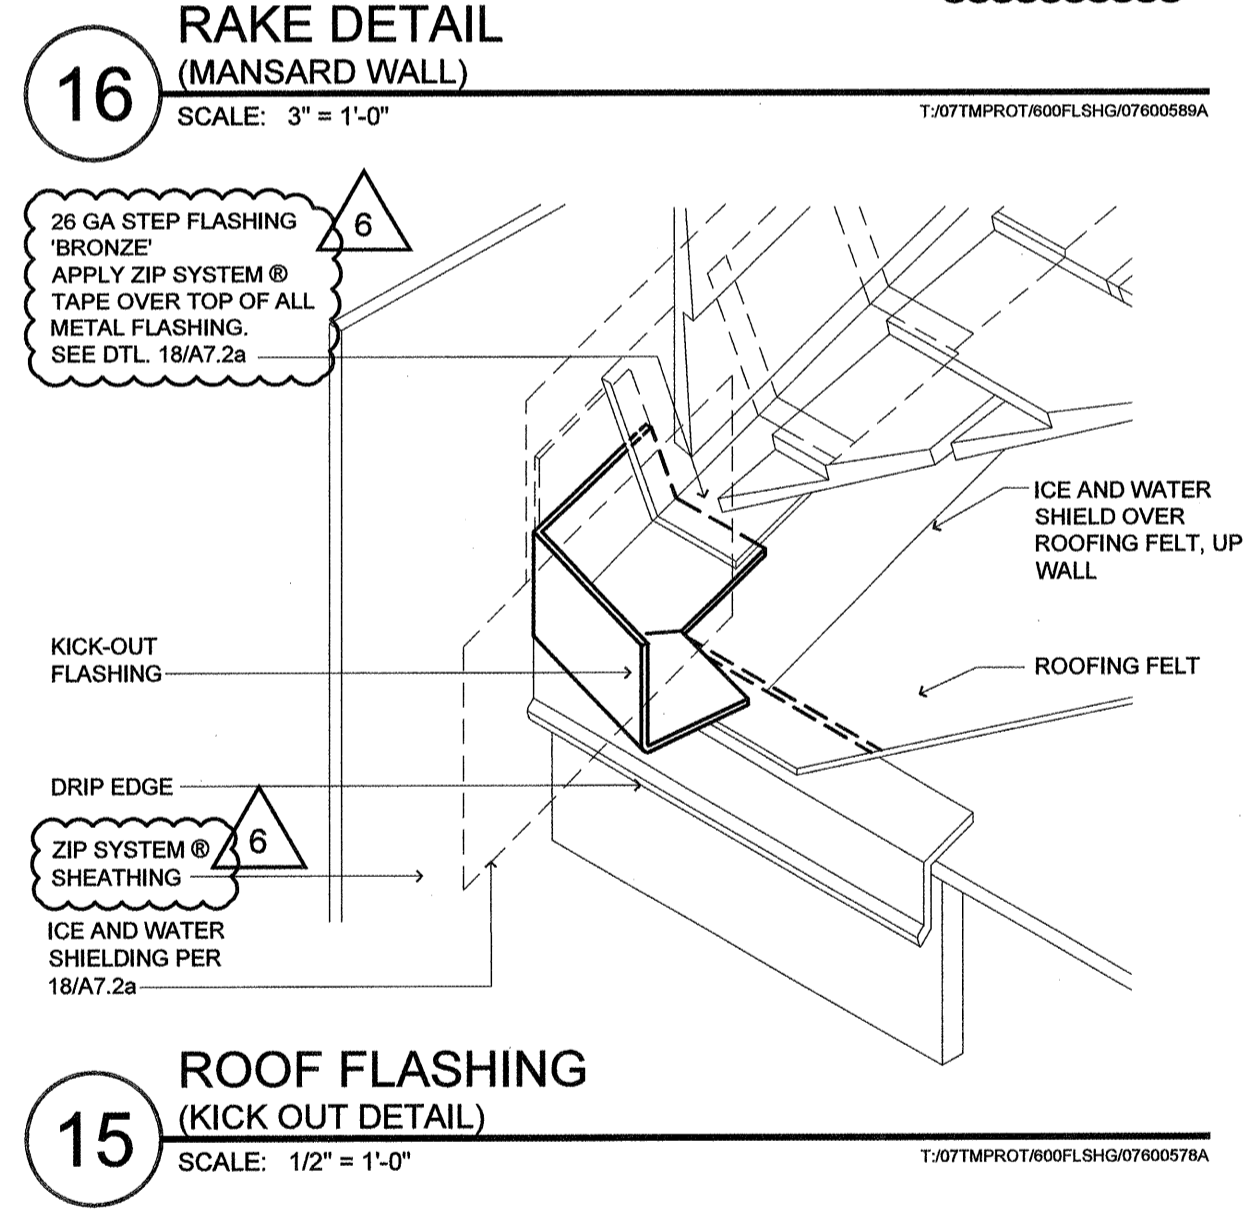 RAKE DETAIL
16
(MANSARD WALL)
SCALE: 3" = 1'-0"
T:/07TMPROT/600FLSHG/07600589A
26 GA STEP FLASHING
'BRONZE'
APPLY ZIP SYSTEM ®
TAPE OVER TOP OF ALL
METAL FLASHING.
SEE DTL. 18/A7.2a
6
ICE AND WATER
SHIELD OVER
ROOFING FELT, UP
WALL
KICK-OUT
FLASHING
ROOFING FELT
DRIP EDGE
6
ZIP SYSTEM ®
SHEATHING
ICE AND WATER
SHIELDING PER
18/A7.2a
ROOF FLASHING
15
(KICK OUT DETAIL)
SCALE: 1/2" = 1'-0"
T:/07TMPROT/600FLSHG/07600578A